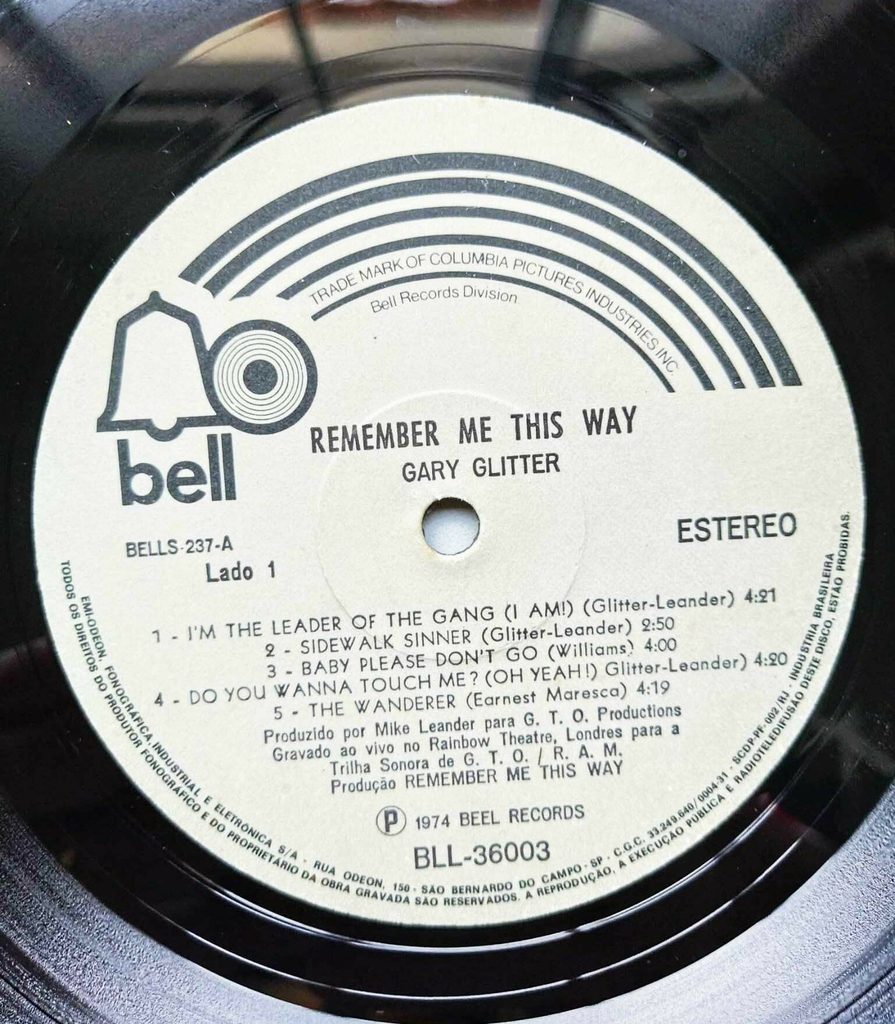 TRADE MARK OF COLUMBIA PICTURES INDUSTRIES INC.
Bell Records Division
bell
REMEMBER ME THIS WAY
GARY GLITTER
BELLS-237-A
ESTEREO
Lado 1
1 - I'M THE LEADER OF THE GANG (I AM!) (Glitter-Leander) 4:21
2 - SIDEWALK SINNER (Glitter-Leander) 2:50
3 - BABY PLEASE DON'T GO (Williams) 4:00
4 - DO YOU WANNA TOUCH ME? (OH YEAH!) Glitter-Leander) 4:20
5 - THE WANDERER (Earnest Maresca) 4:19
Produzido por Mike Leander para G. T. O. Productions
Gravado ao vivo no Rainbow Theatre, Londres para a
Trilha Sonora de G. T. O. / R. A. M.
Produção REMEMBER ME THIS WAY
℗ 1974 BEEL RECORDS
BLL-36003
EMI-ODEON, FONOGRÁFICA, INDUSTRIAL E ELETRÔNICA S/A - RUA ODEON, 150 - SÃO BERNARDO DO CAMPO - SP - C.G.C. 33.249.640/0004-31 - SCDP-PF-002/RJ - INDÚSTRIA BRASILEIRA
TODOS OS DIREITOS DO PRODUTOR FONOGRÁFICO E DO PROPRIETÁRIO DA OBRA GRAVADA SÃO RESERVADOS. A REPRODUÇÃO, A EXECUÇÃO PÚBLICA E RADIOTELEDIFUSÃO DESTE DISCO, ESTÃO PROIBIDAS.